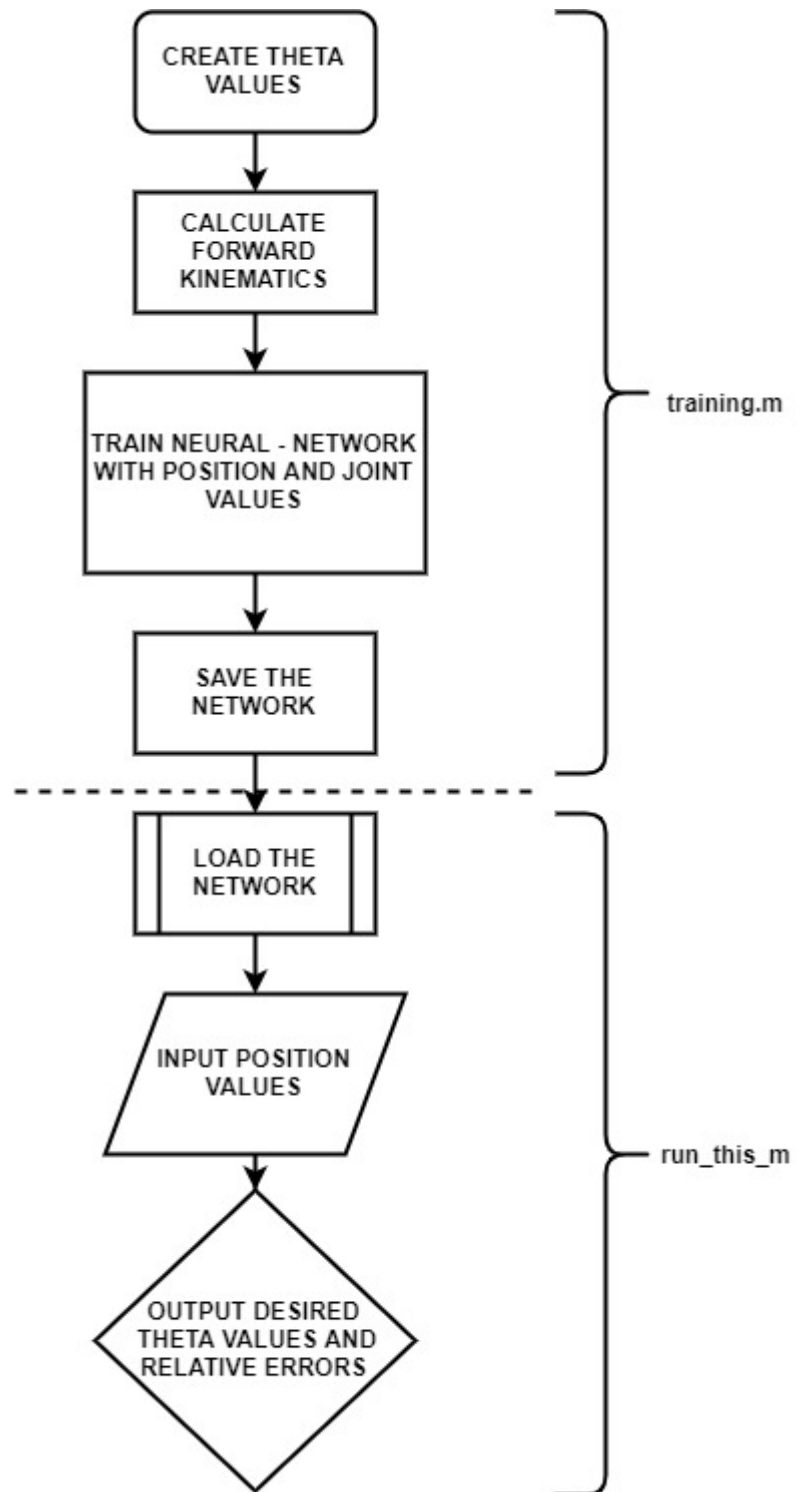 CREATE THETA
VALUES
CALCULATE
FORWARD
KINEMATICS
TRAIN NEURAL - NETWORK
WITH POSITION AND JOINT
VALUES
training.m
SAVE THE
NETWORK
LOAD THE
NETWORK
INPUT POSITION
VALUES
run_this_m
OUTPUT DESIRED
THETA VALUES AND
RELATIVE ERRORS